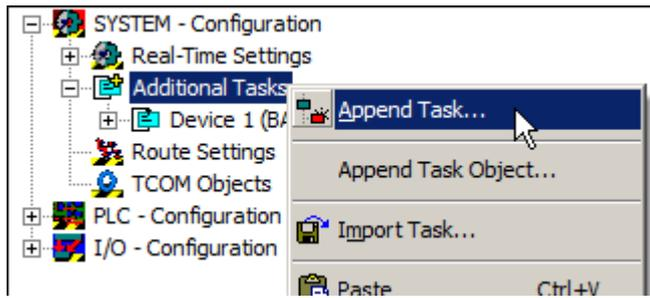 SYSTEM - Configuration
Real-Time Settings
Additional Tasks
Append Task...
Device 1 (BA
Route Settings
Append Task Object...
TCOM Objects
PLC - Configuration
Import Task...
I/O - Configuration
Paste Ctrl+V